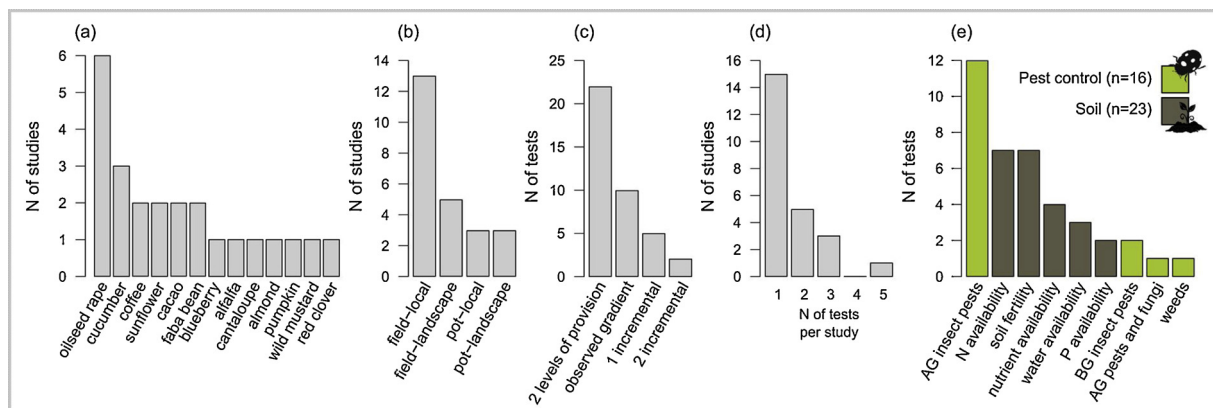 (a)
N of studies
6
5
4
3
2
1
0
oilseed rape
cucumber
coffee
sunflower
cacao
faba bean
blueberry
alfalfa
cantaloupe
almond
pumpkin
wild mustard
red clover
(b)
N of studies
14
12
10
8
6
4
2
0
field-local
field-landscape
pot-local
pot-landscape
(c)
N of tests
25
20
15
10
5
0
2 levels of provision
observed gradient
1 incremental
2 incremental
(d)
N of studies
16
14
12
10
8
6
4
2
0
1 2 3 4 5
N of tests
per study
(e)
N of tests
12
10
8
6
4
2
0
Pest control (n=16)
Soil (n=23)
AG insect pests
N availability
soil fertility
nutrient availability
water availability
P availability
BG insect pests
AG pests and fungi
weeds